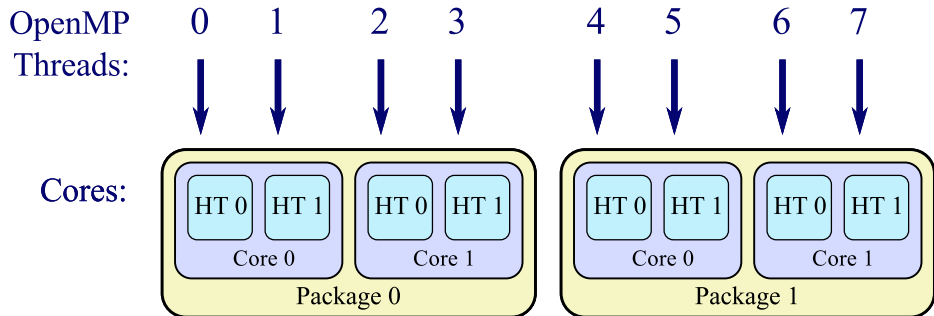 OpenMP 0 1 2 3 4 5 6 7
Threads:
Cores: HT 0 HT 1 HT 0 HT 1 HT 0 HT 1 HT 0 HT 1
Core 0 Core 1 Core 0 Core 1
Package 0 Package 1